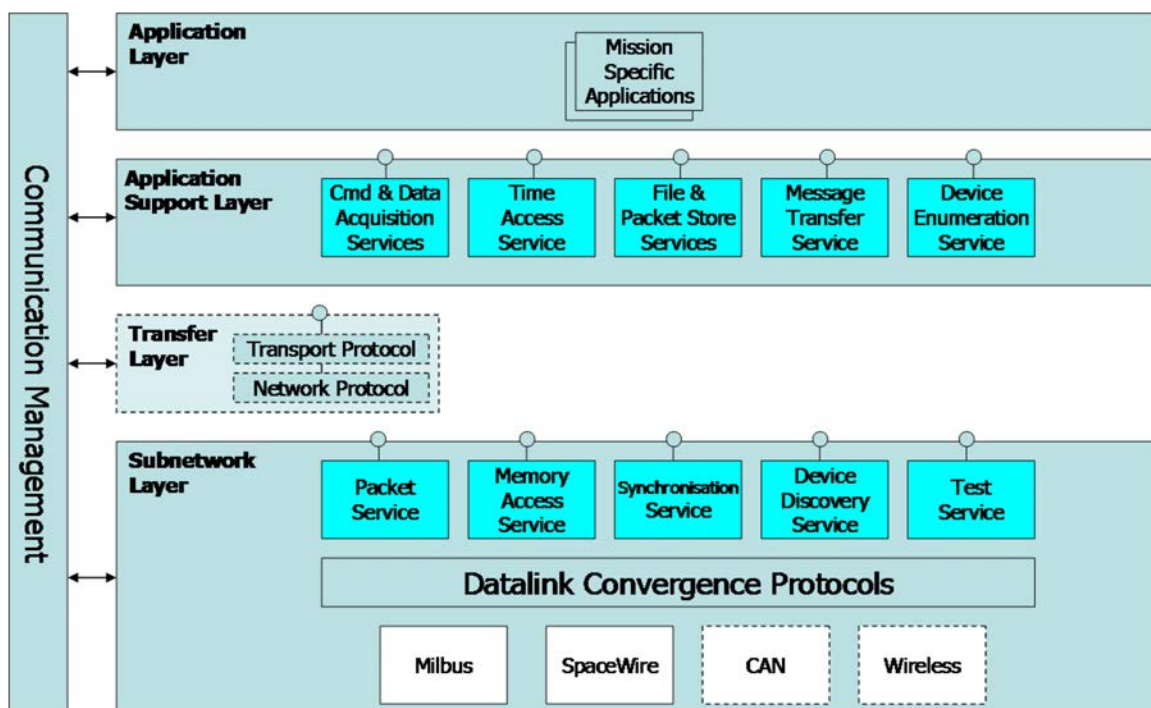 Communication Management
Application
Layer
Mission
Specific
Applications
Application
Support Layer
Cmd & Data
Acquisition
Services
Time
Access
Service
File &
Packet Store
Services
Message
Transfer
Service
Device
Enumeration
Service
Transfer
Layer
Transport Protocol
Network Protocol
Subnetwork
Layer
Packet
Service
Memory
Access
Service
Synchronisation
Service
Device
Discovery
Service
Test
Service
Datalink Convergence Protocols
Milbus
SpaceWire
CAN
Wireless